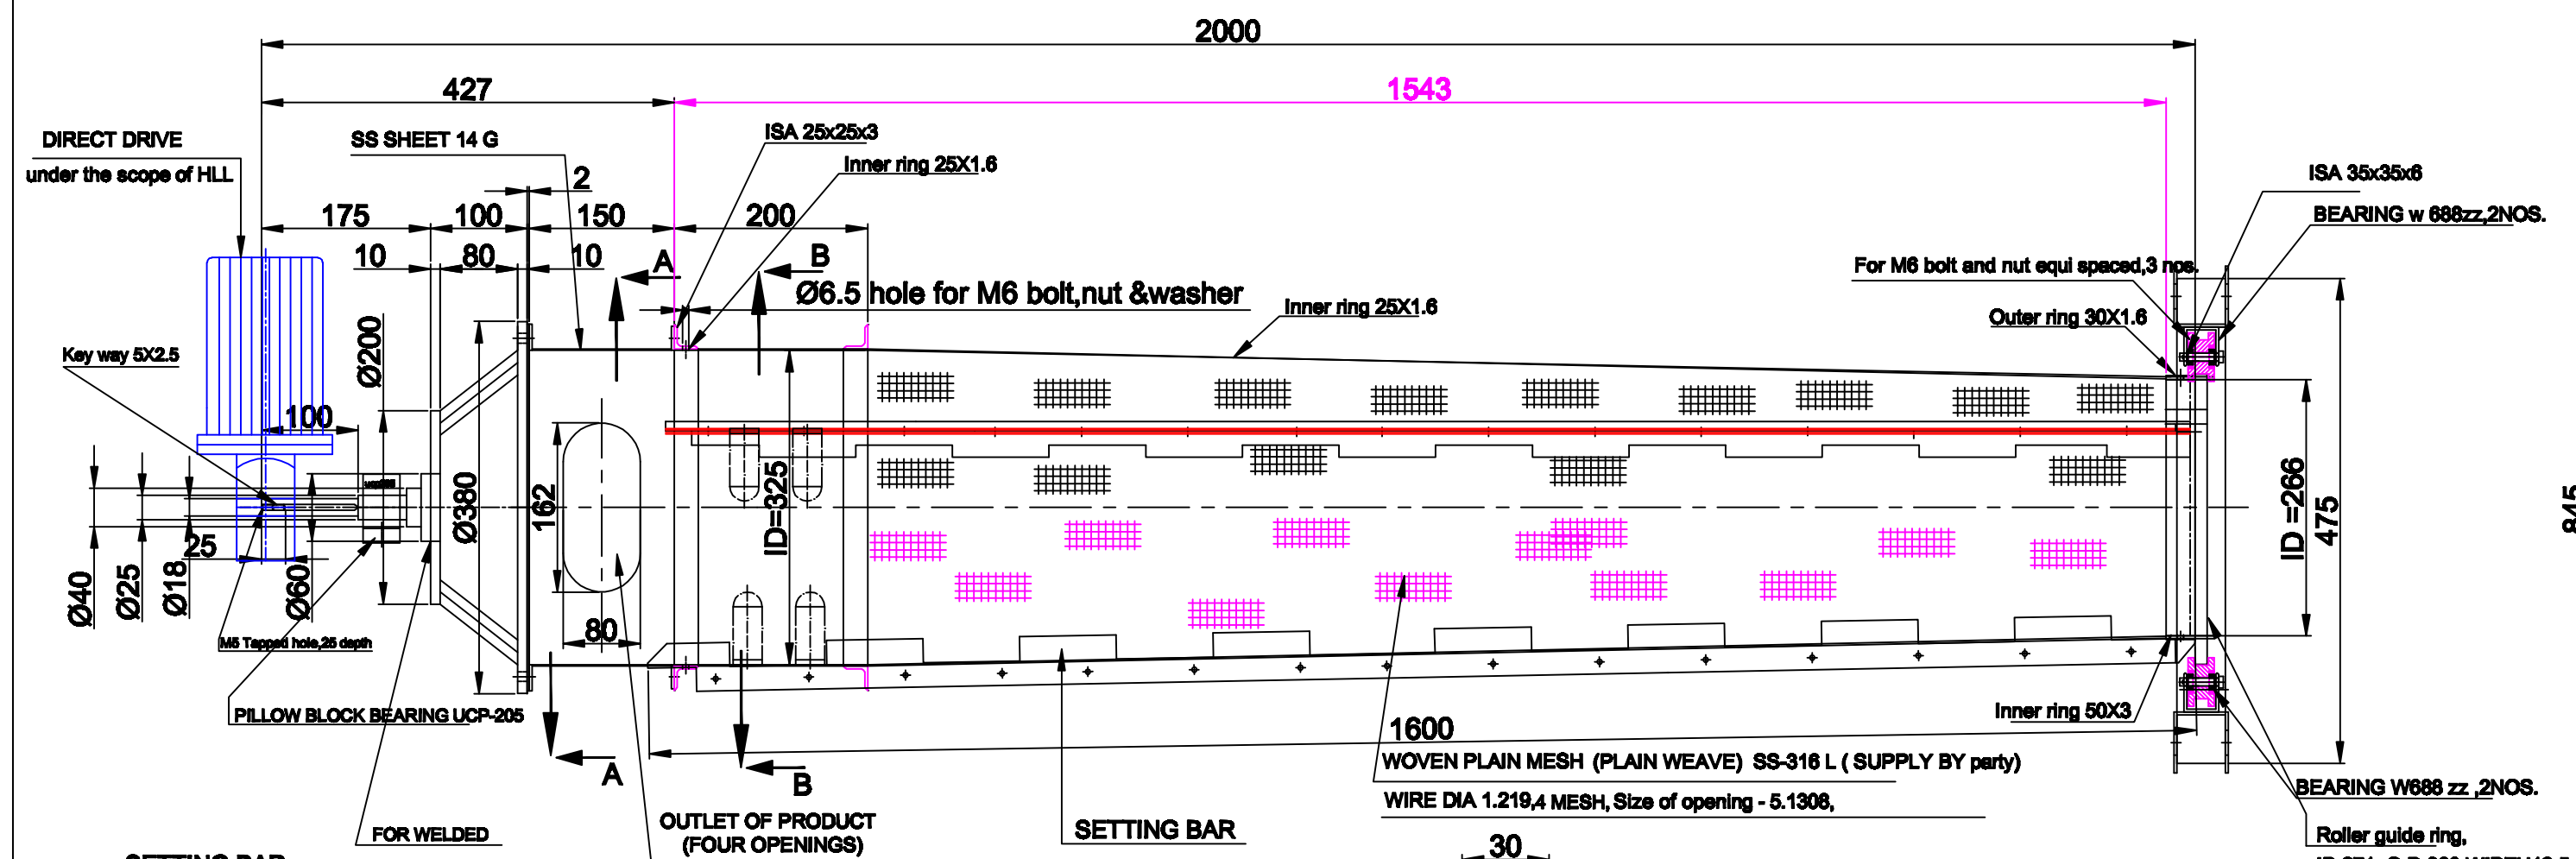 2000
427
1543
DIRECT DRIVE
under the scope of HLL
SS SHEET 14 G
ISA 25x25x3
Inner ring 25X1.6
2
175
100
150
200
10
80
10
A
B
Ø6.5 hole for M6 bolt,nut &washer
Inner ring 25X1.6
ISA 35x35x6
BEARING w 688zz,2NOS.
For M6 bolt and nut equi spaced,3 nos.
Outer ring 30X1.6
Key way 5X2.5
Ø200
100
Ø380
162
ID=325
ID =266
475
845
25
Ø40
Ø25
Ø18
Ø60
80
M5 Tapped hole,25 depth
PILLOW BLOCK BEARING UCP-205
Inner ring 50X3
1600
A
B
WOVEN PLAIN MESH (PLAIN WEAVE) SS-316 L ( SUPPLY BY party)
WIRE DIA 1.219,4 MESH, Size of opening - 5.1308,
BEARING W688 zz ,2NOS.
FOR WELDED
OUTLET OF PRODUCT
(FOUR OPENINGS)
SETTING BAR
30
Roller guide ring,
SETTING BAR